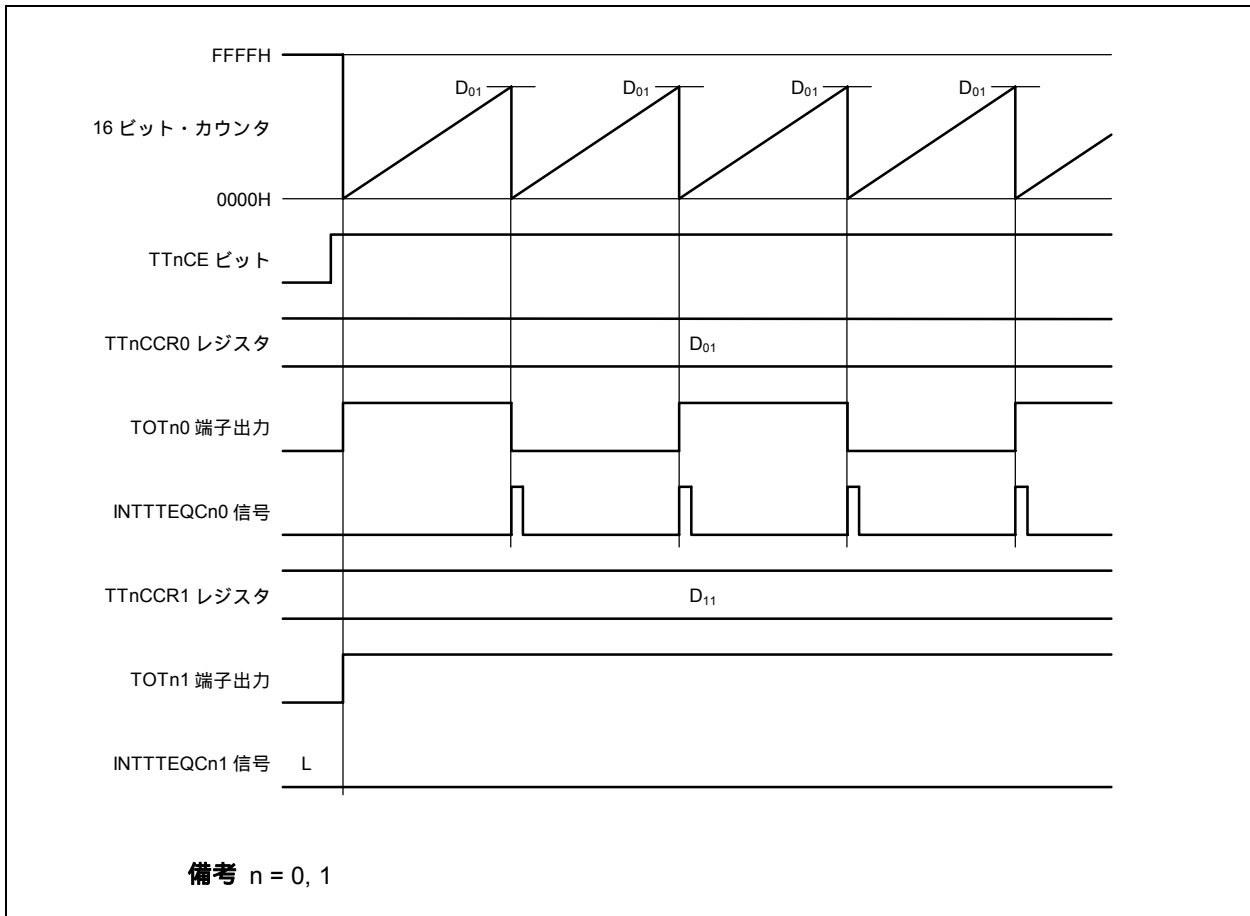 FFFFH
D₀₁ D₀₁ D₀₁ D₀₁
16 ビット・カウンタ
0000H
TTnCE ビット
TTnCCR0 レジスタ D₀₁
TOTn0 端子出力
INTTTEQCn0 信号
TTnCCR1 レジスタ D₁₁
TOTn1 端子出力
INTTTEQCn1 信号 L
備考 n = 0, 1